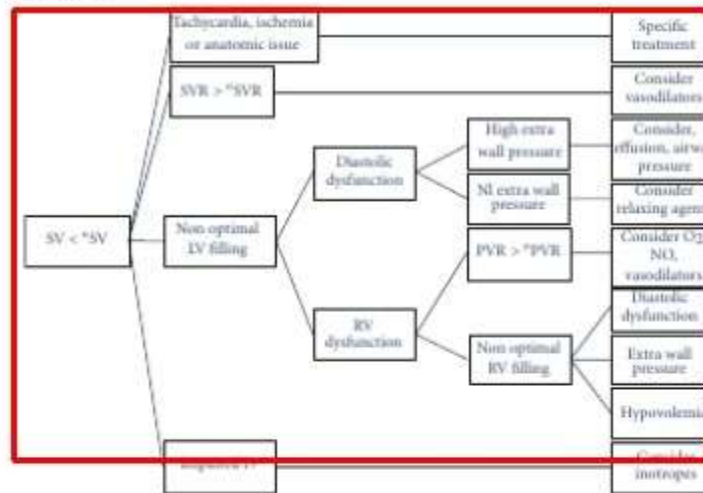 Tachycardia, ischemia
or anatomic issue
Specific
treatment
SVR > "SVR
Consider
vasodilators
High extra
wall pressure
Consider,
effusion, airwa
pressure
Diastolic
dysfunction
Nl extra wall
pressure
Consider
relaxing agent
SV < "SV
Non optimal
LV filling
PVR > "PVR
Consider O2
NO,
vasodilators
RV
dysfunction
Diastolic
dysfunction
Non optimal
RV filling
Extra wall
pressure
Hypovolemia
Consider
inotropes